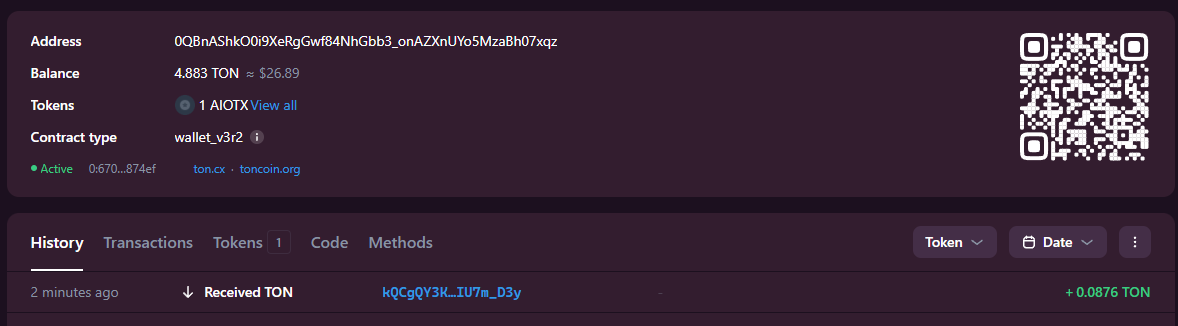 Address 0QBnAShkO0i9XeRgGwf84NhGbb3_onAZXnUYo5MzaBh07xqz
Balance 4.883 TON ≈ $26.89
Tokens 1 AIOTX View all
Contract type wallet_v3r2
Active 0:670...874ef ton.cx · toncoin.org
History Transactions Tokens 1 Code Methods Token Date
2 minutes ago Received TON kQCgQY3K…IU7m_D3y - + 0.0876 TON